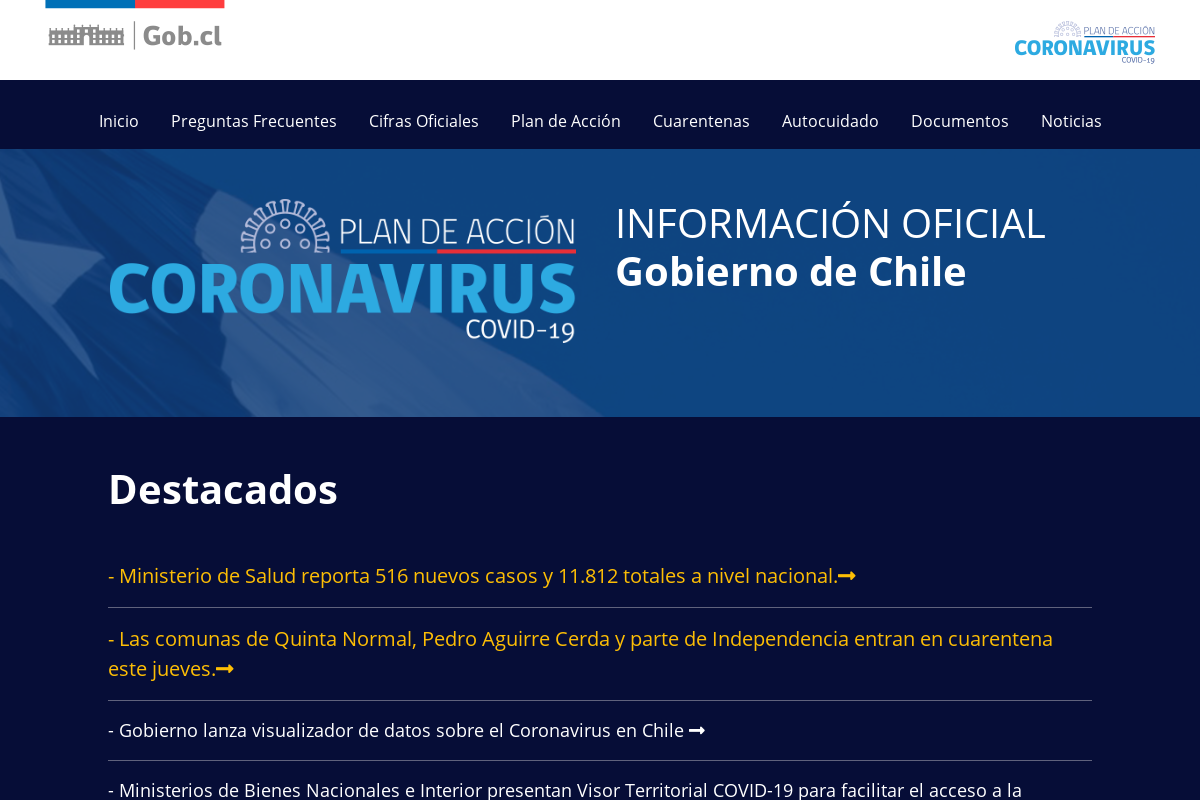 Gob.cl
PLAN DE ACCIÓN
CORONAVIRUS
COVID-19
Inicio Preguntas Frecuentes Cifras Oficiales Plan de Acción Cuarentenas Autocuidado Documentos Noticias
PLAN DE ACCIÓN
CORONAVIRUS
COVID-19
INFORMACIÓN OFICIAL
Gobierno de Chile
Destacados
- Ministerio de Salud reporta 516 nuevos casos y 11.812 totales a nivel nacional.
- Las comunas de Quinta Normal, Pedro Aguirre Cerda y parte de Independencia entran en cuarentena
este jueves.
- Gobierno lanza visualizador de datos sobre el Coronavirus en Chile
- Ministerios de Bienes Nacionales e Interior presentan Visor Territorial COVID-19 para facilitar el acceso a la